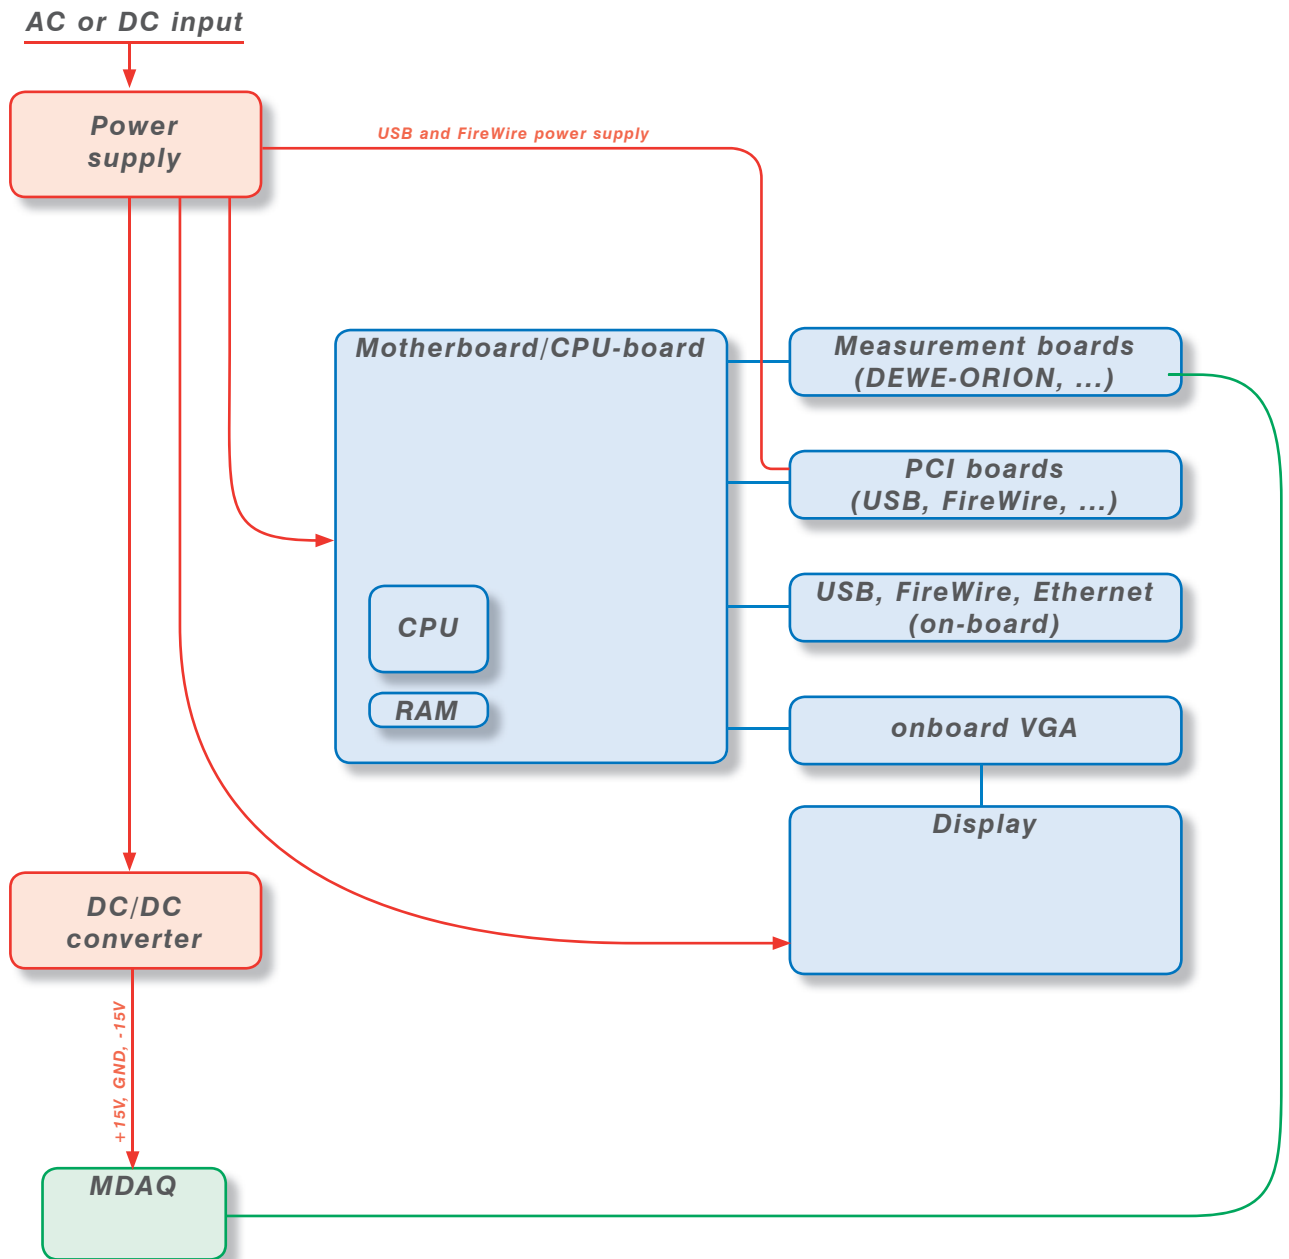 AC or DC input
Power
supply
USB and FireWire power supply
Motherboard/CPU-board
Measurement boards
(DEWE-ORION, ...)
PCI boards
(USB, FireWire, ...)
USB, FireWire, Ethernet
(on-board)
CPU
RAM
onboard VGA
Display
DC/DC
converter
+15V, GND, -15V
MDAQ